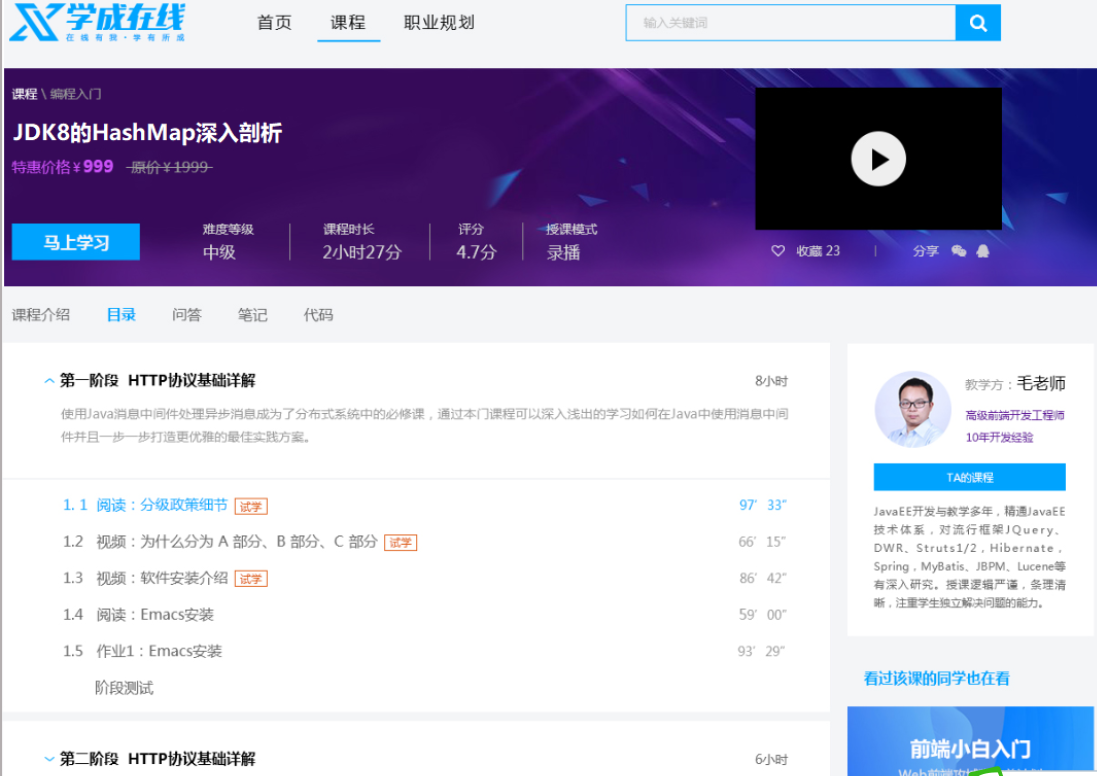 学成在线
在线有我·学有所成
首页 课程 职业规划
输入关键词
课程 \ 编程入门
JDK8的HashMap深入剖析
特惠价格¥999 原价¥1999
马上学习
难度等级 课程时长 评分 授课模式
中级 2小时27分 4.7分 录播
收藏 23 | 分享
课程介绍 目录 问答 笔记 代码
第一阶段 HTTP协议基础详解 8小时
使用Java消息中间件处理异步消息成为了分布式系统中的必修课，通过本门课程可以深入浅出的学习如何在Java中使用消息中间
件并且一步一步打造更优雅的最佳实践方案。
1. 1 阅读：分级政策细节 试学 97′ 33″
1.2 视频：为什么分为 A 部分、B 部分、C 部分 试学 66′ 15″
1.3 视频：软件安装介绍 试学 86′ 42″
1.4 阅读：Emacs安装 59′ 00″
1.5 作业1：Emacs安装 93′ 29″
阶段测试
第二阶段 HTTP协议基础详解 6小时
教学方：毛老师
高级前端开发工程师
10年开发经验
TA的课程
JavaEE开发与教学多年，精通JavaEE
技术体系，对流行框架JQuery、
DWR、Struts1/2，Hibernate，
Spring，MyBatis、JBPM、Lucene等
有深入研究。授课逻辑严谨，条理清
晰，注重学生独立解决问题的能力。
看过该课的同学也在看
前端小白入门